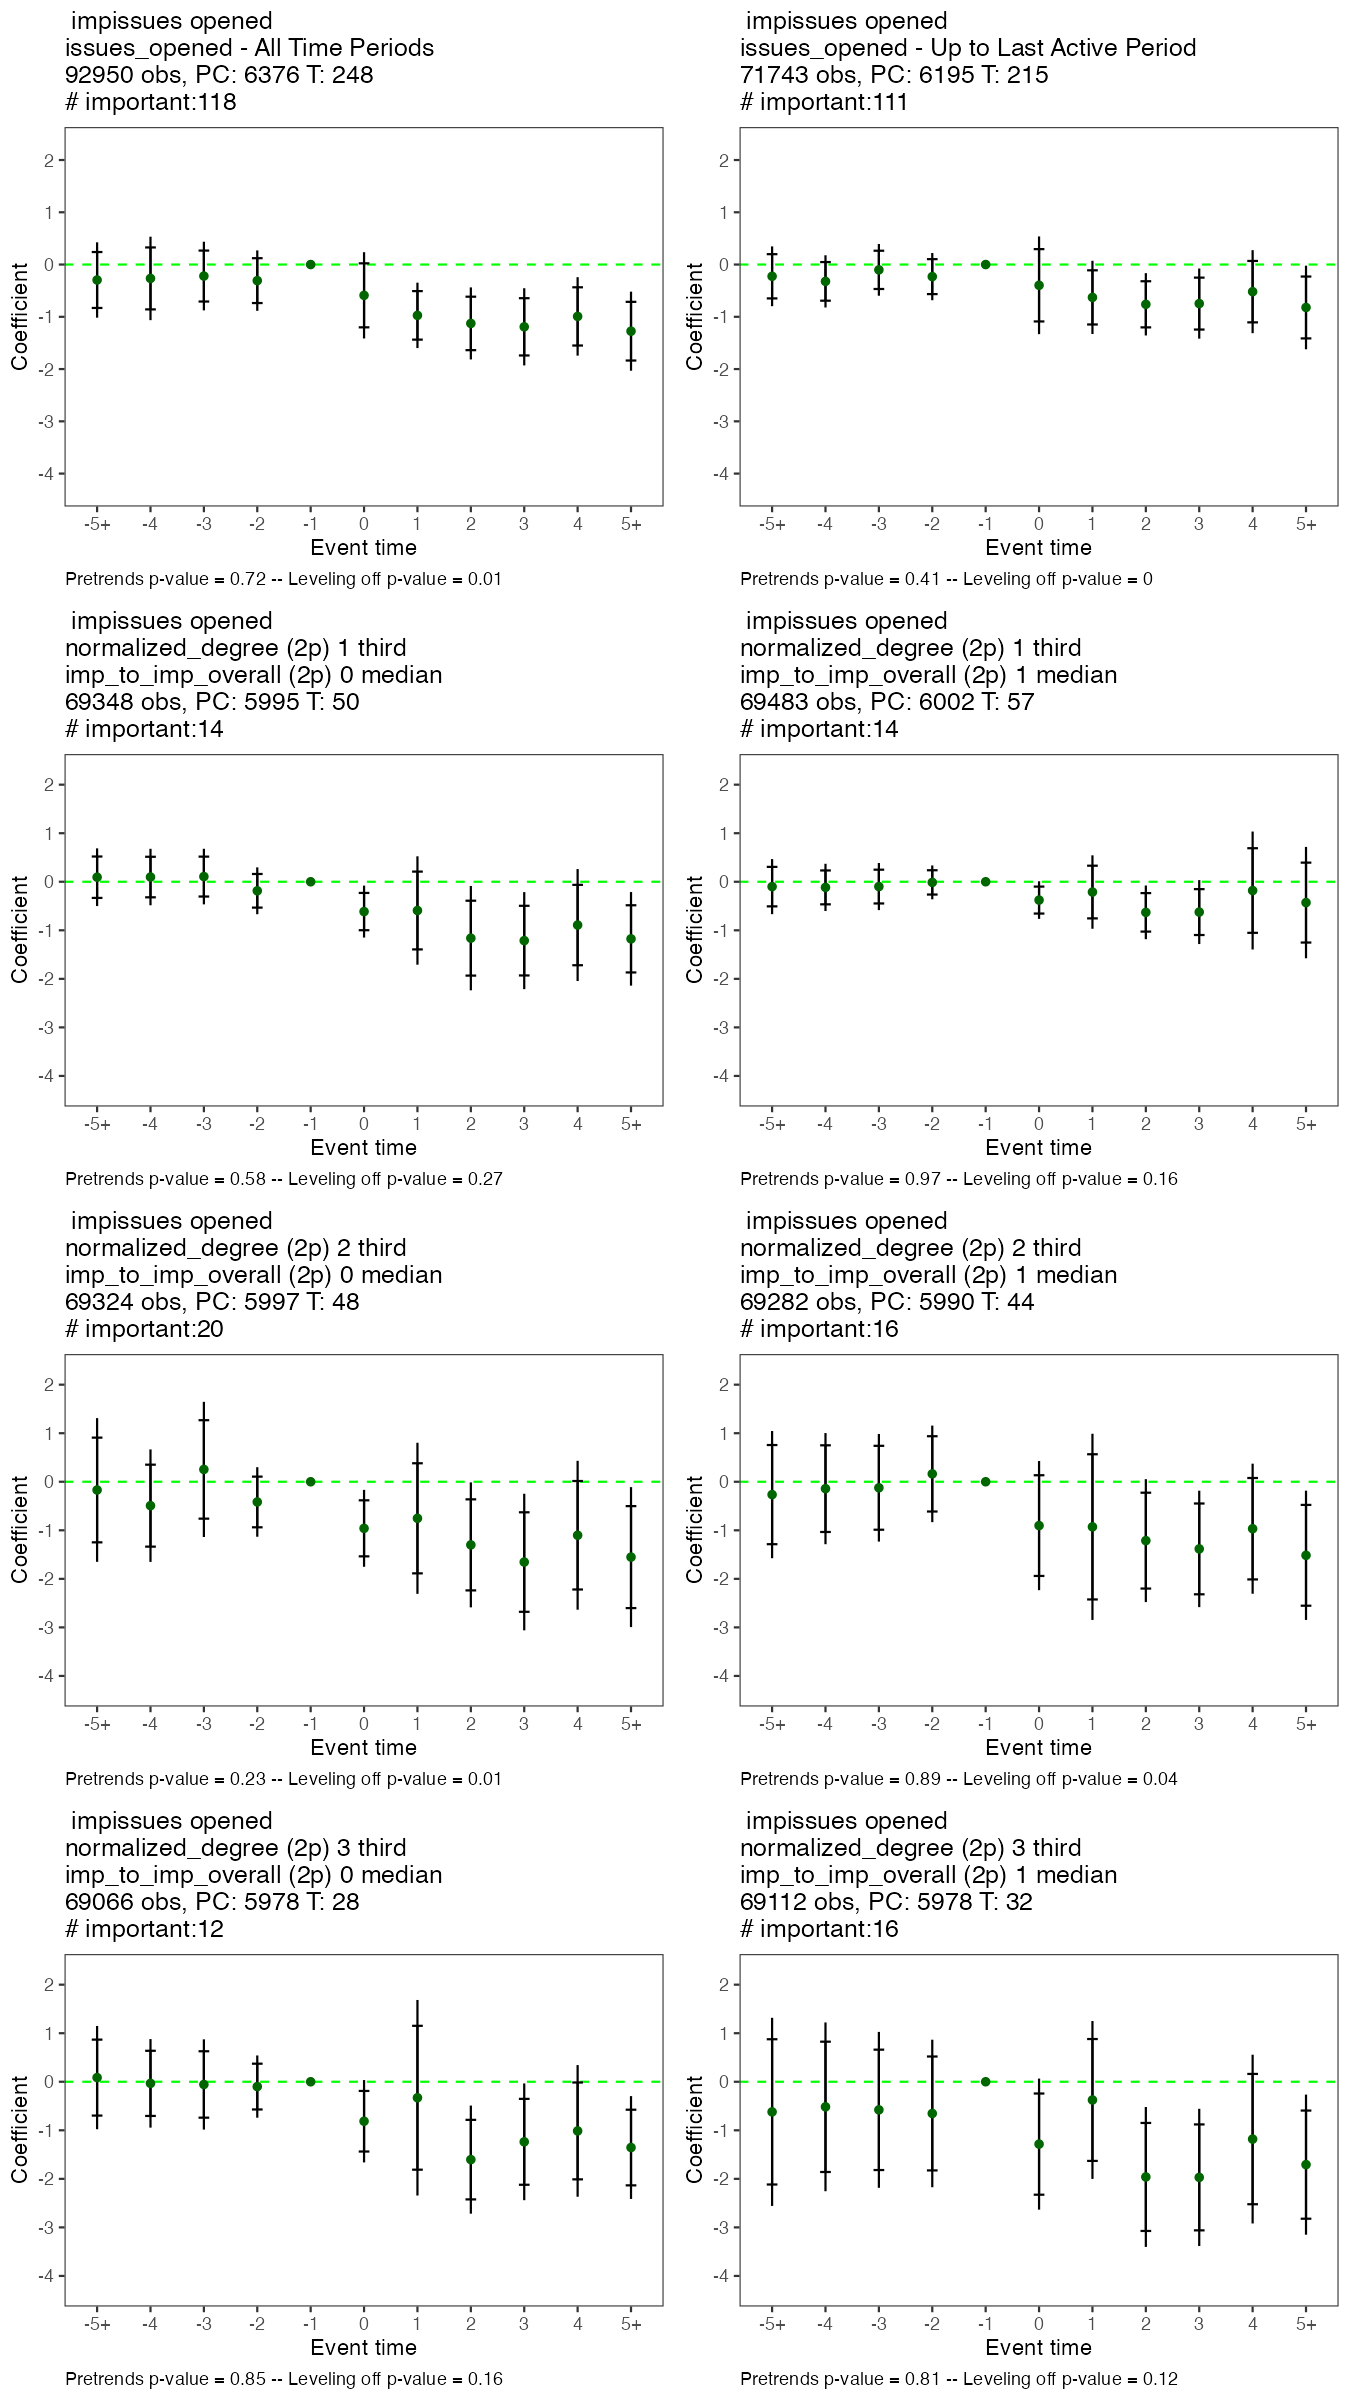 impissues opened
issues_opened - All Time Periods
92950 obs, PC: 6376 T: 248
# important:118
2
1
0
-1
-2
-3
-4
Coefficient
-5+ -4 -3 -2 -1 0 1 2 3 4 5+
Event time
Pretrends p-value = 0.72 -- Leveling off p-value = 0.01
impissues opened
issues_opened - Up to Last Active Period
71743 obs, PC: 6195 T: 215
# important:111
2
1
0
-1
-2
-3
-4
Coefficient
-5+ -4 -3 -2 -1 0 1 2 3 4 5+
Event time
Pretrends p-value = 0.41 -- Leveling off p-value = 0
impissues opened
normalized_degree (2p) 1 third
imp_to_imp_overall (2p) 0 median
69348 obs, PC: 5995 T: 50
# important:14
2
1
0
-1
-2
-3
-4
Coefficient
-5+ -4 -3 -2 -1 0 1 2 3 4 5+
Event time
Pretrends p-value = 0.58 -- Leveling off p-value = 0.27
impissues opened
normalized_degree (2p) 1 third
imp_to_imp_overall (2p) 1 median
69483 obs, PC: 6002 T: 57
# important:14
2
1
0
-1
-2
-3
-4
Coefficient
-5+ -4 -3 -2 -1 0 1 2 3 4 5+
Event time
Pretrends p-value = 0.97 -- Leveling off p-value = 0.16
impissues opened
normalized_degree (2p) 2 third
imp_to_imp_overall (2p) 0 median
69324 obs, PC: 5997 T: 48
# important:20
2
1
0
-1
-2
-3
-4
Coefficient
-5+ -4 -3 -2 -1 0 1 2 3 4 5+
Event time
Pretrends p-value = 0.23 -- Leveling off p-value = 0.01
impissues opened
normalized_degree (2p) 2 third
imp_to_imp_overall (2p) 1 median
69282 obs, PC: 5990 T: 44
# important:16
2
1
0
-1
-2
-3
-4
Coefficient
-5+ -4 -3 -2 -1 0 1 2 3 4 5+
Event time
Pretrends p-value = 0.89 -- Leveling off p-value = 0.04
impissues opened
normalized_degree (2p) 3 third
imp_to_imp_overall (2p) 0 median
69066 obs, PC: 5978 T: 28
# important:12
2
1
0
-1
-2
-3
-4
Coefficient
-5+ -4 -3 -2 -1 0 1 2 3 4 5+
Event time
Pretrends p-value = 0.85 -- Leveling off p-value = 0.16
impissues opened
normalized_degree (2p) 3 third
imp_to_imp_overall (2p) 1 median
69112 obs, PC: 5978 T: 32
# important:16
2
1
0
-1
-2
-3
-4
Coefficient
-5+ -4 -3 -2 -1 0 1 2 3 4 5+
Event time
Pretrends p-value = 0.81 -- Leveling off p-value = 0.12